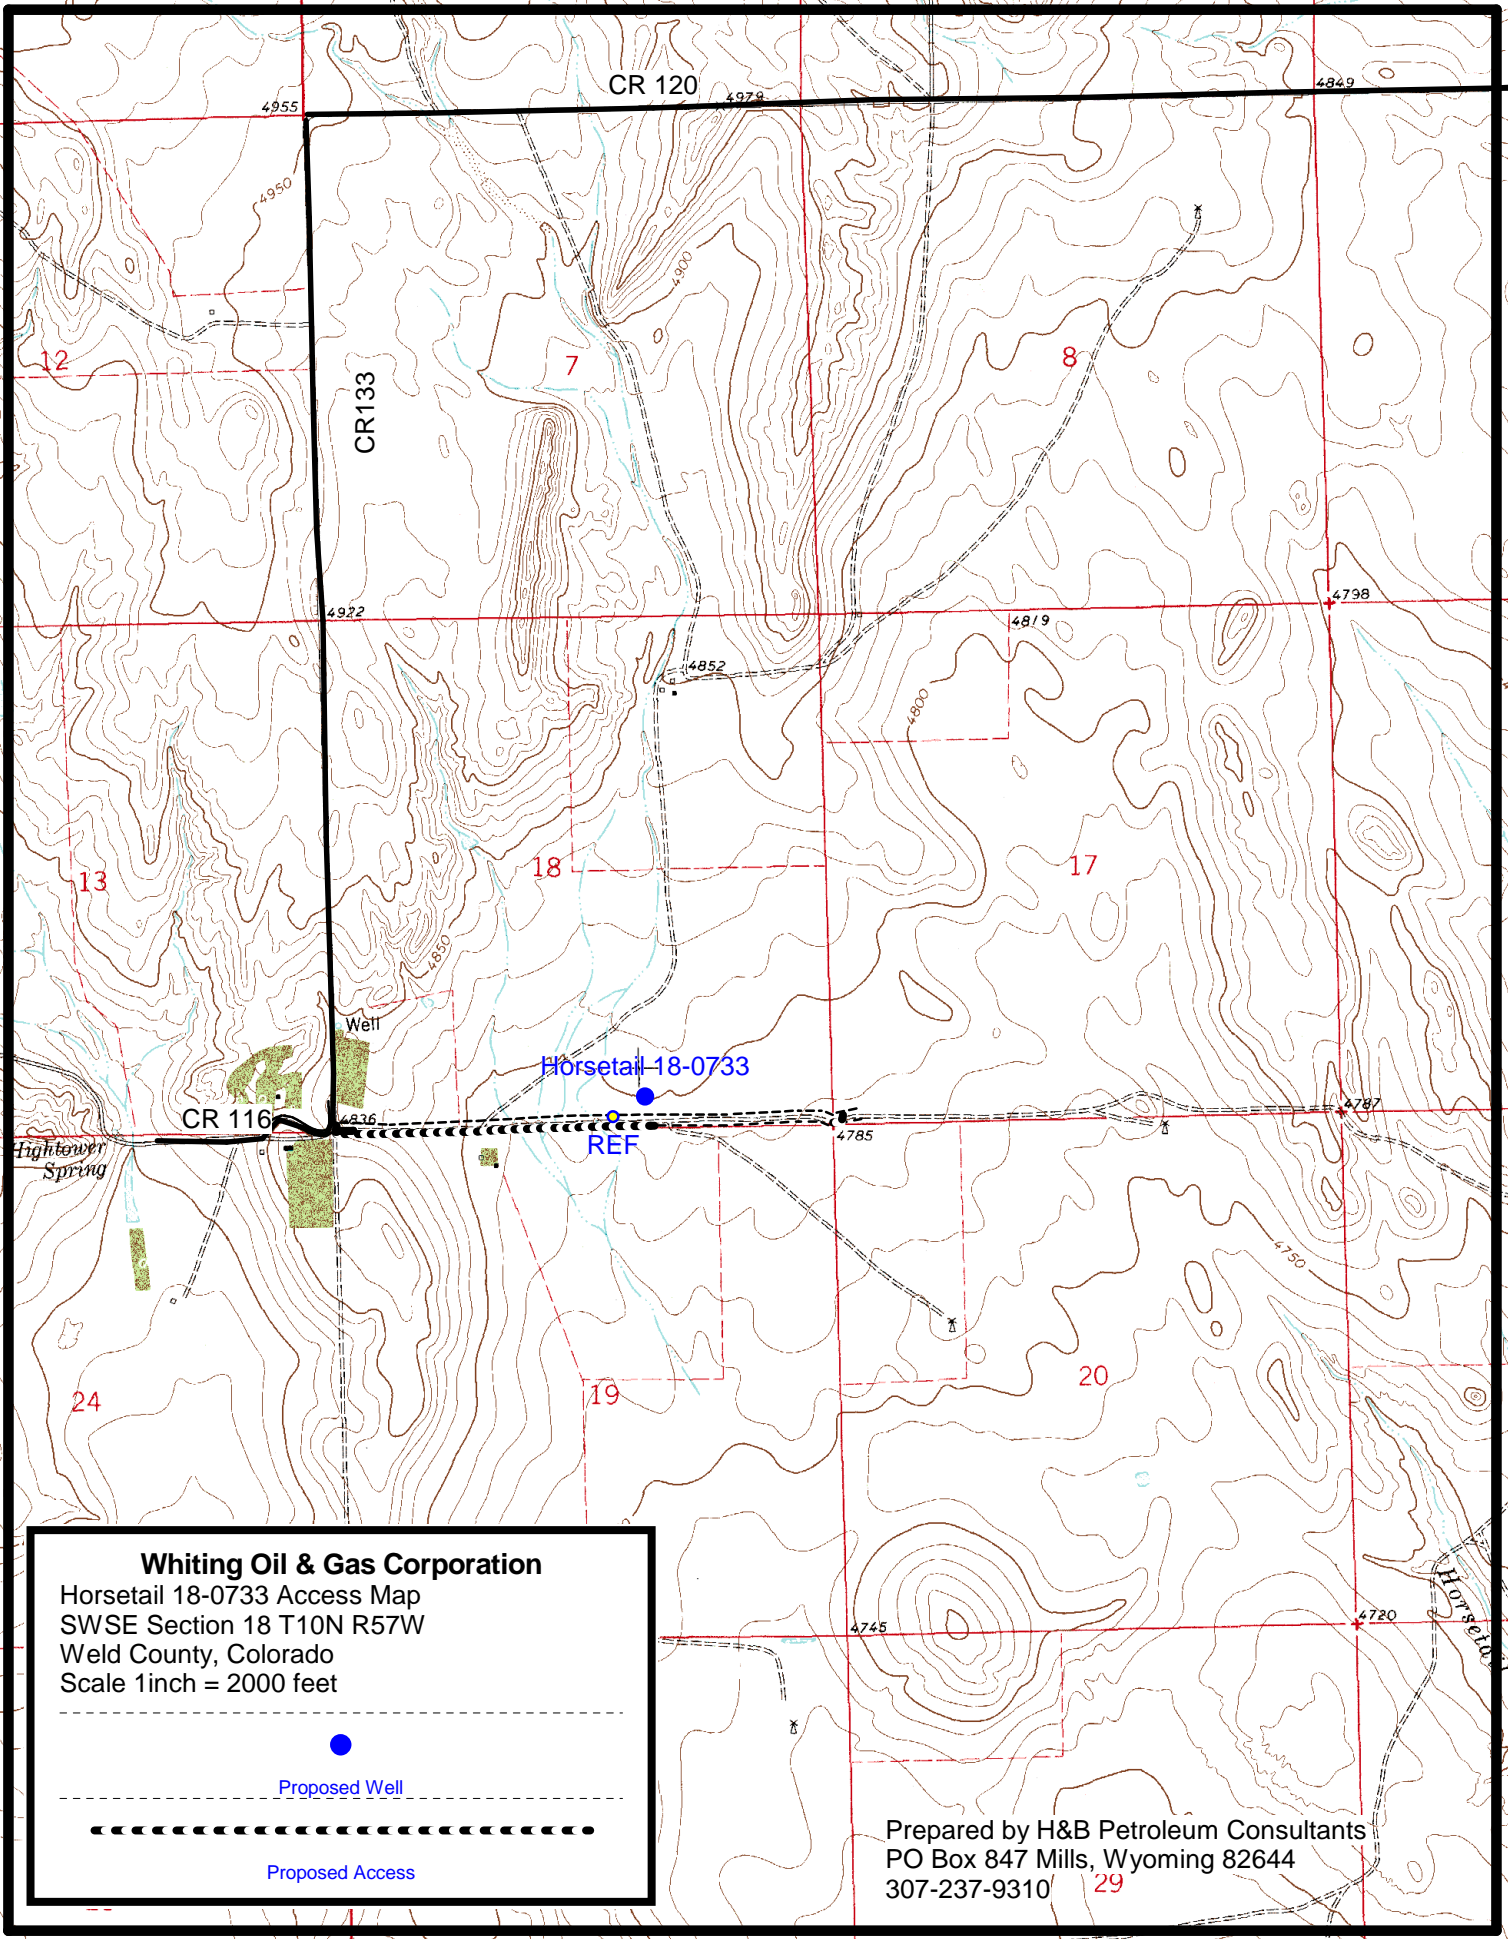 CR 120
4955
4979
4849
4950
4900
12
7
8
CR133
4922
4798
4819
4852
4800
13
18
17
4850
Well
Horsetail 18-0733
CR 116
4836
REF
4785
4787
Hightower
Spring
4750
24
19
20
Whiting Oil & Gas Corporation
Horsetail 18-0733 Access Map
SWSE Section 18 T10N R57W
Weld County, Colorado
Scale 1inch = 2000 feet
Proposed Well
Proposed Access
4745
4720
Horsetail
Prepared by H&B Petroleum Consultants
PO Box 847 Mills, Wyoming 82644
307-237-9310
29